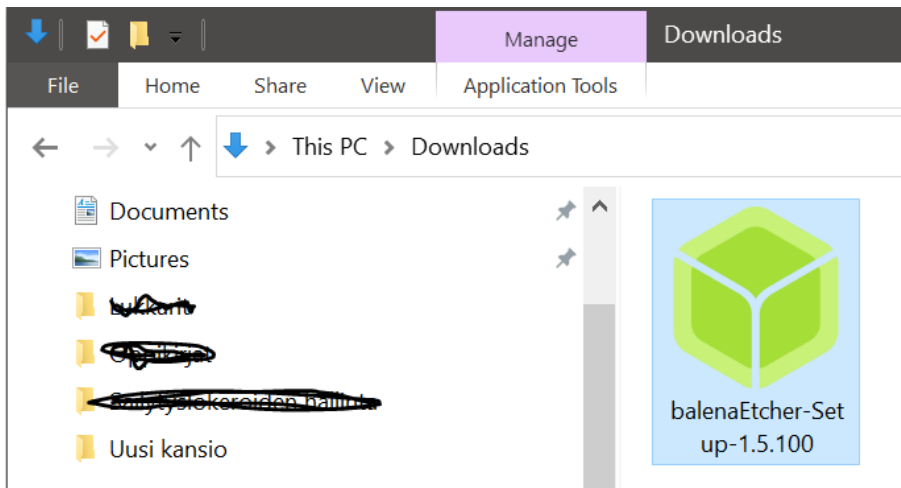 Manage
Downloads
File
Home
Share
View
Application Tools
This PC
Downloads
Documents
Pictures
Uusi kansio
balenaEtcher-Set
up-1.5.100